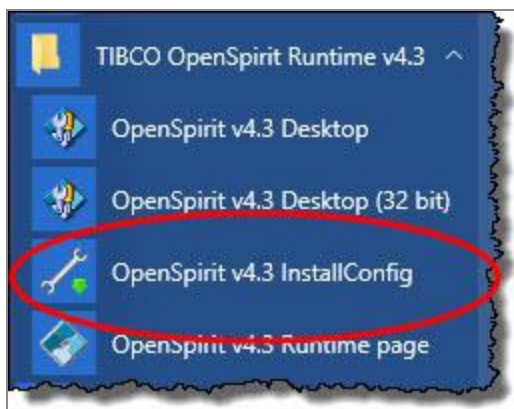 TIBCO OpenSpirit Runtime v4.3
OpenSpirit v4.3 Desktop
OpenSpirit v4.3 Desktop (32 bit)
OpenSpirit v4.3 InstallConfig
OpenSpirit v4.3 Runtime page